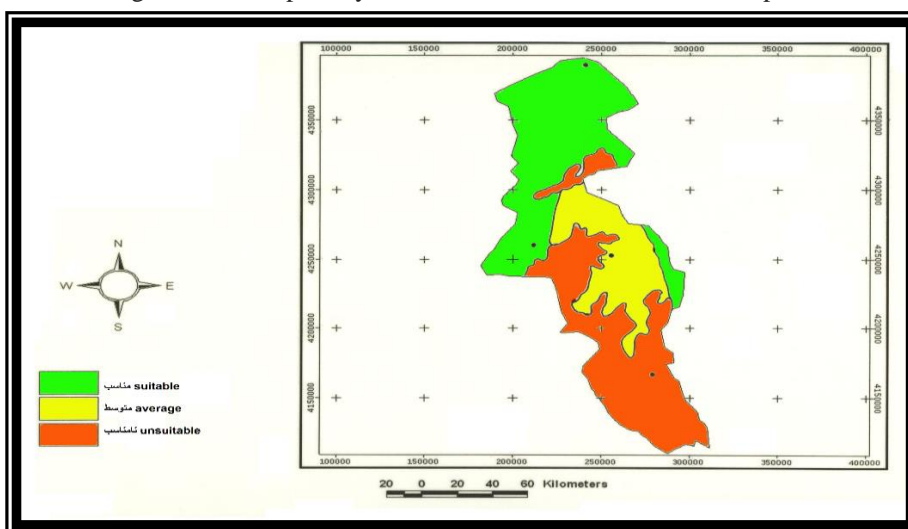 100000 150000 200000 250000 300000 350000 400000
4350000 4350000
4300000 4300000
4250000 4250000
4200000 4200000
4150000 4150000
N
W E
S
مناسب suitable
متوسط average
نامناسب unsuitable
100000 150000 200000 250000 300000 350000 400000
20 0 20 40 60 Kilometers